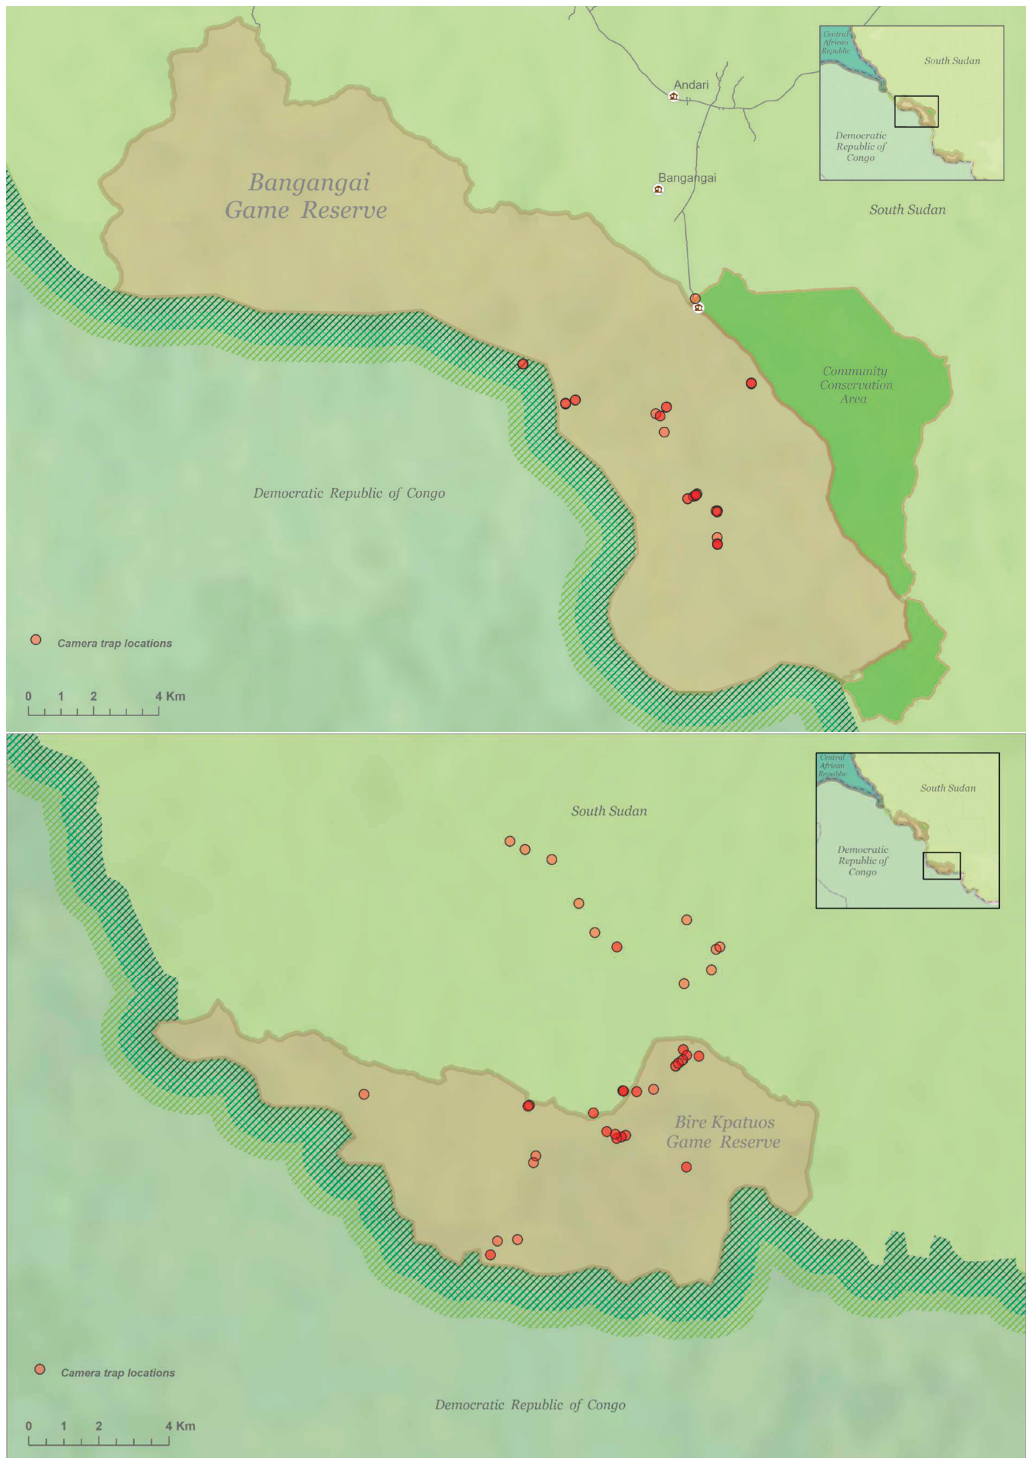 Andari
Bangangai
Bangangai
Game Reserve
South Sudan
Community
Conservation
Area
Democratic Republic of Congo
Camera trap locations
0 1 2 4 Km
Central
African
Republic
South Sudan
Democratic
Republic of
Congo
South Sudan
Bire Kpatuos
Game Reserve
Democratic Republic of Congo
Camera trap locations
0 1 2 4 Km
Central
African
Republic
South Sudan
Democratic
Republic of
Congo